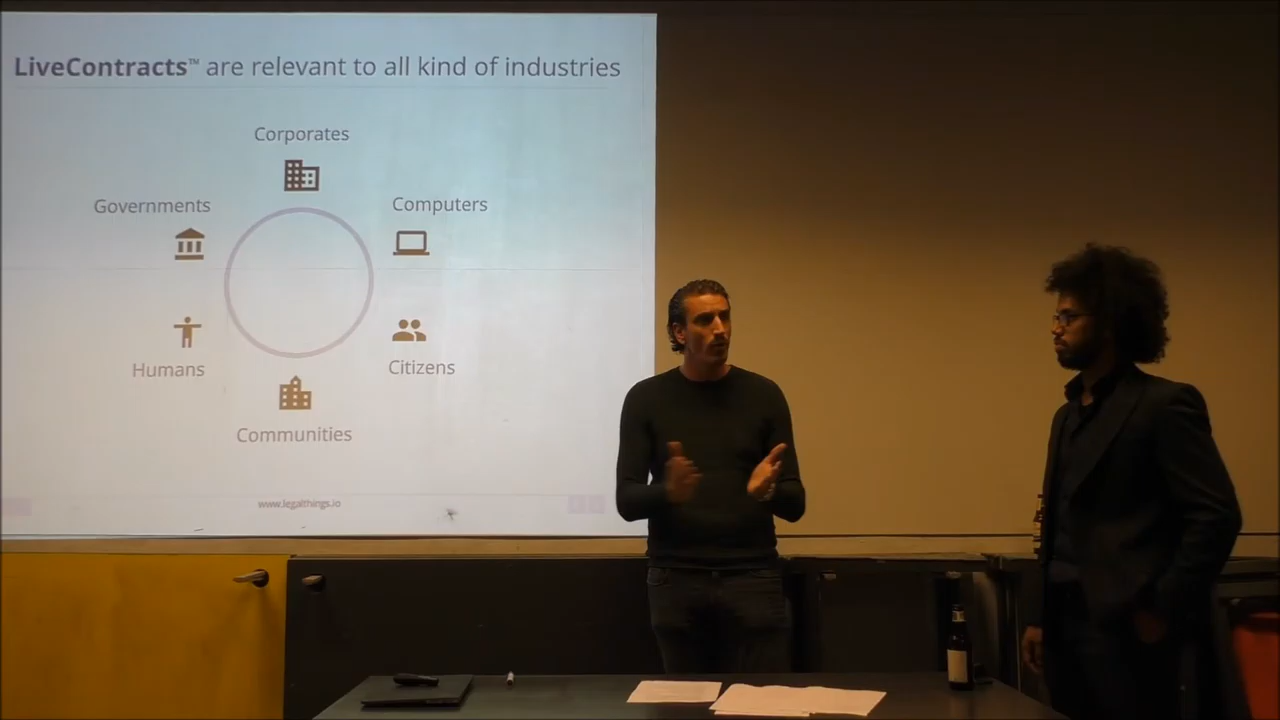 LiveContracts™ are relevant to all kind of industries
Corporates
Governments
Computers
Humans
Citizens
Communities
www.legalthings.io